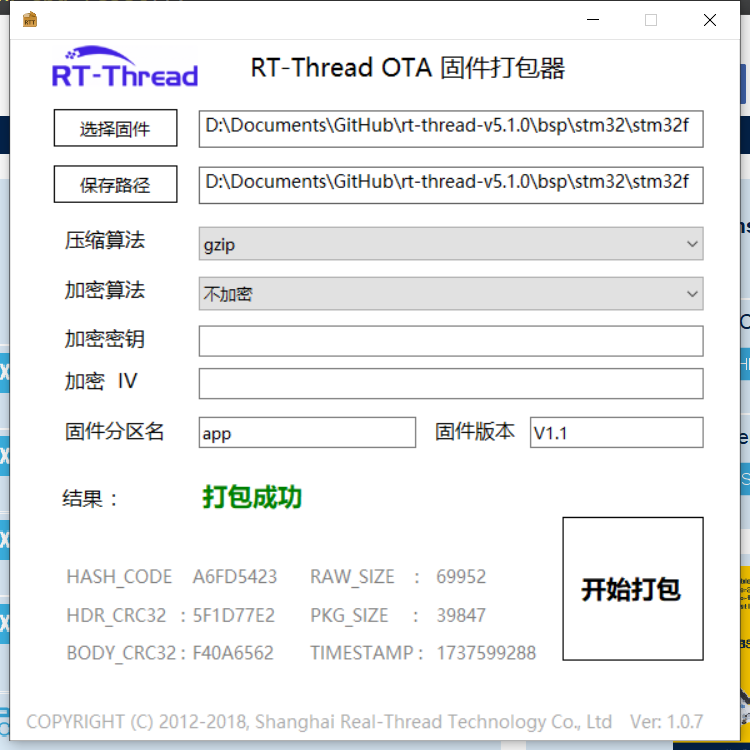 RT-Thread RT-Thread OTA 固件打包器
选择固件 D:\Documents\GitHub\rt-thread-v5.1.0\bsp\stm32\stm32f
保存路径 D:\Documents\GitHub\rt-thread-v5.1.0\bsp\stm32\stm32f
压缩算法 gzip
加密算法 不加密
加密密钥
加密 IV
固件分区名 app 固件版本 V1.1
结果： 打包成功
开始打包
HASH_CODE A6FD5423 RAW_SIZE : 69952
HDR_CRC32 : 5F1D77E2 PKG_SIZE : 39847
BODY_CRC32 : F40A6562 TIMESTAMP : 1737599288
COPYRIGHT (C) 2012-2018, Shanghai Real-Thread Technology Co., Ltd Ver: 1.0.7